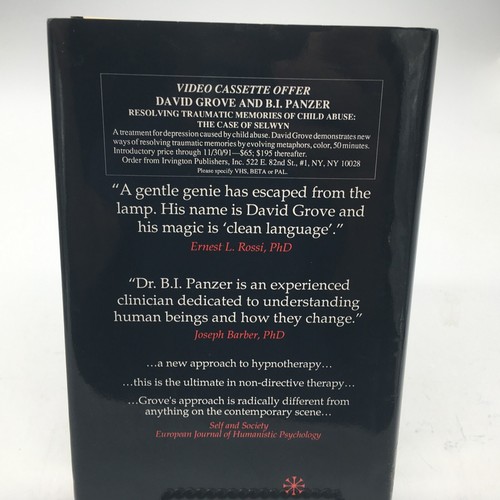 VIDEO CASSETTE OFFER
DAVID GROVE AND B.I. PANZER
RESOLVING TRAUMATIC MEMORIES OF CHILD ABUSE:
THE CASE OF SELWYN
A treatment for depression caused by child abuse. David Grove demonstrates new
ways of resolving traumatic memories by evolving metaphors, color, 50 minutes.
Introductory price through 11/30/91—$65; $195 thereafter.
Order from Irvington Publishers, Inc. 522 E. 82nd St., #1, NY, NY 10028
Please specify VHS, BETA or PAL.
“A gentle genie has escaped from the
lamp. His name is David Grove and
his magic is ‘clean language’.”
Ernest L. Rossi, PhD
“Dr. B.I. Panzer is an experienced
clinician dedicated to understanding
human beings and how they change.”
Joseph Barber, PhD
…a new approach to hypnotherapy…
…this is the ultimate in non-directive therapy…
…Grove's approach is radically different from
anything on the contemporary scene…
Self and Society
European Journal of Humanistic Psychology